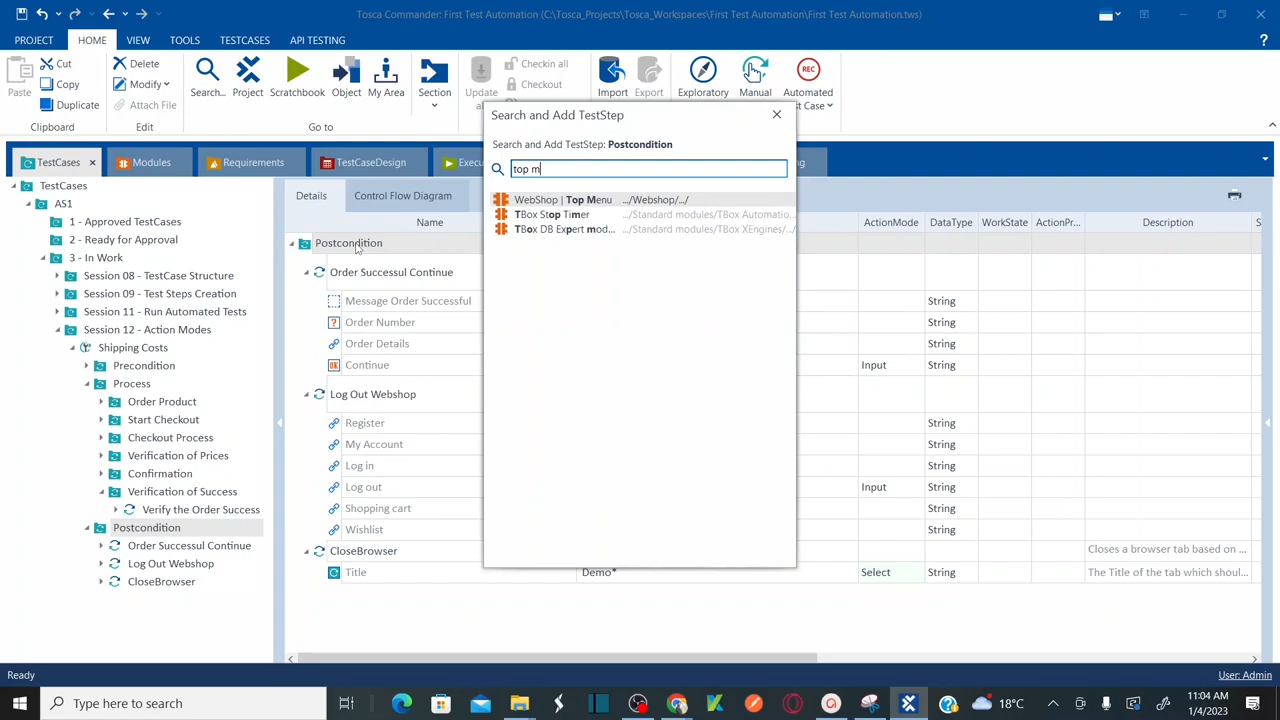 Tosca Commander: First Test Automation (C:\Tosca_Projects\Tosca_Workspaces\First Test Automation\First Test Automation.tws)
PROJECT HOME VIEW TOOLS TESTCASES API TESTING
Paste Cut Copy Duplicate
Clipboard
Delete Modify Attach File
Edit
Search... Project Scratchbook Object My Area
Go to
Section
Update
Checkin all
Checkout
Import Export
Exploratory Manual Automated
TestCases Modules Requirements TestCaseDesign
Search and Add TestStep
Search and Add TestStep: Postcondition
top m
WebShop | Top Menu .../Webshop/.../
TBox Stop Timer .../Standard modules/TBox Automatio...
TBox DB Expert mod... .../Standard modules/TBox XEngines/.../
TestCases
AS1
1 - Approved TestCases
2 - Ready for Approval
3 - In Work
Session 08 - TestCase Structure
Session 09 - Test Steps Creation
Session 11 - Run Automated Tests
Session 12 - Action Modes
Shipping Costs
Precondition
Process
Order Product
Start Checkout
Checkout Process
Verification of Prices
Confirmation
Verification of Success
Verify the Order Success
Postcondition
Order Successul Continue
Log Out Webshop
CloseBrowser
Details Control Flow Diagram
Name ActionMode DataType WorkState ActionPr... Description S
Postcondition
Order Successul Continue
Message Order Successful String
Order Number String
Order Details String
Continue Input String
Log Out Webshop
Register String
My Account String
Log in String
Log out Input String
Shopping cart String
Wishlist String
CloseBrowser Closes a browser tab based on ...
Title Demo* Select String The Title of the tab which shoul...
Ready User: Admin
Type here to search
18°C
11:04 AM
1/4/2023